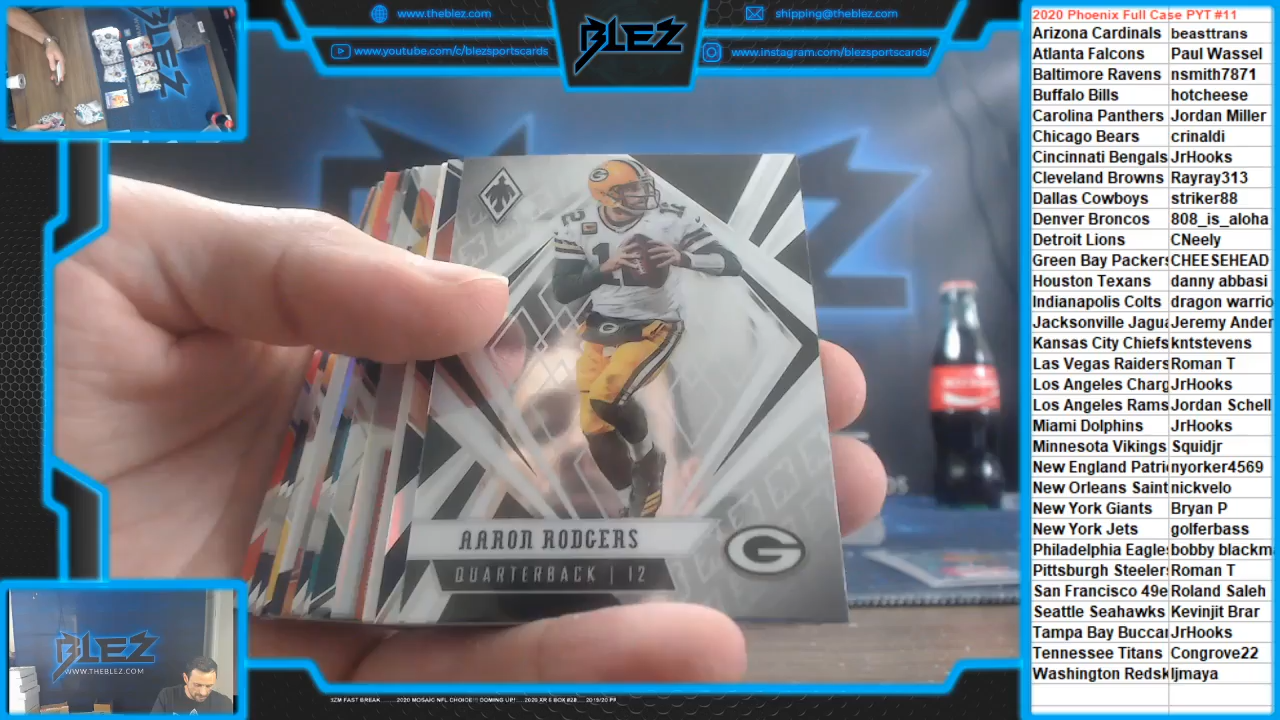 www.theblez.com
shipping@theblez.com
www.youtube.com/c/blezsportscards
www.instagram.com/blezsportscards/
BLEZ
AARON RODGERS
QUARTERBACK | 12
G
BLEZ
WWW.THEBLEZ.COM
2020 Phoenix Full Case PYT #11
Arizona Cardinals beasttrans
Atlanta Falcons Paul Wassel
Baltimore Ravens nsmith7871
Buffalo Bills hotcheese
Carolina Panthers Jordan Miller
Chicago Bears crinaldi
Cincinnati Bengals JrHooks
Cleveland Browns Rayray313
Dallas Cowboys striker88
Denver Broncos 808_is_aloha
Detroit Lions CNeely
Green Bay Packers CHEESEHEAD
Houston Texans danny abbasi
Indianapolis Colts dragon warrio
Jacksonville Jagua Jeremy Ander
Kansas City Chiefs kntstevens
Las Vegas Raiders Roman T
Los Angeles Charg JrHooks
Los Angeles Rams Jordan Schell
Miami Dolphins JrHooks
Minnesota Vikings Squidjr
New England Patri nyorker4569
New Orleans Saint nickvelo
New York Giants Bryan P
New York Jets golferbass
Philadelphia Eagles bobby blackm
Pittsburgh Steelers Roman T
San Francisco 49e Roland Saleh
Seattle Seahawks Kevinjit Brar
Tampa Bay Buccar JrHooks
Tennessee Titans Congrove22
Washington Redsk ljmaya